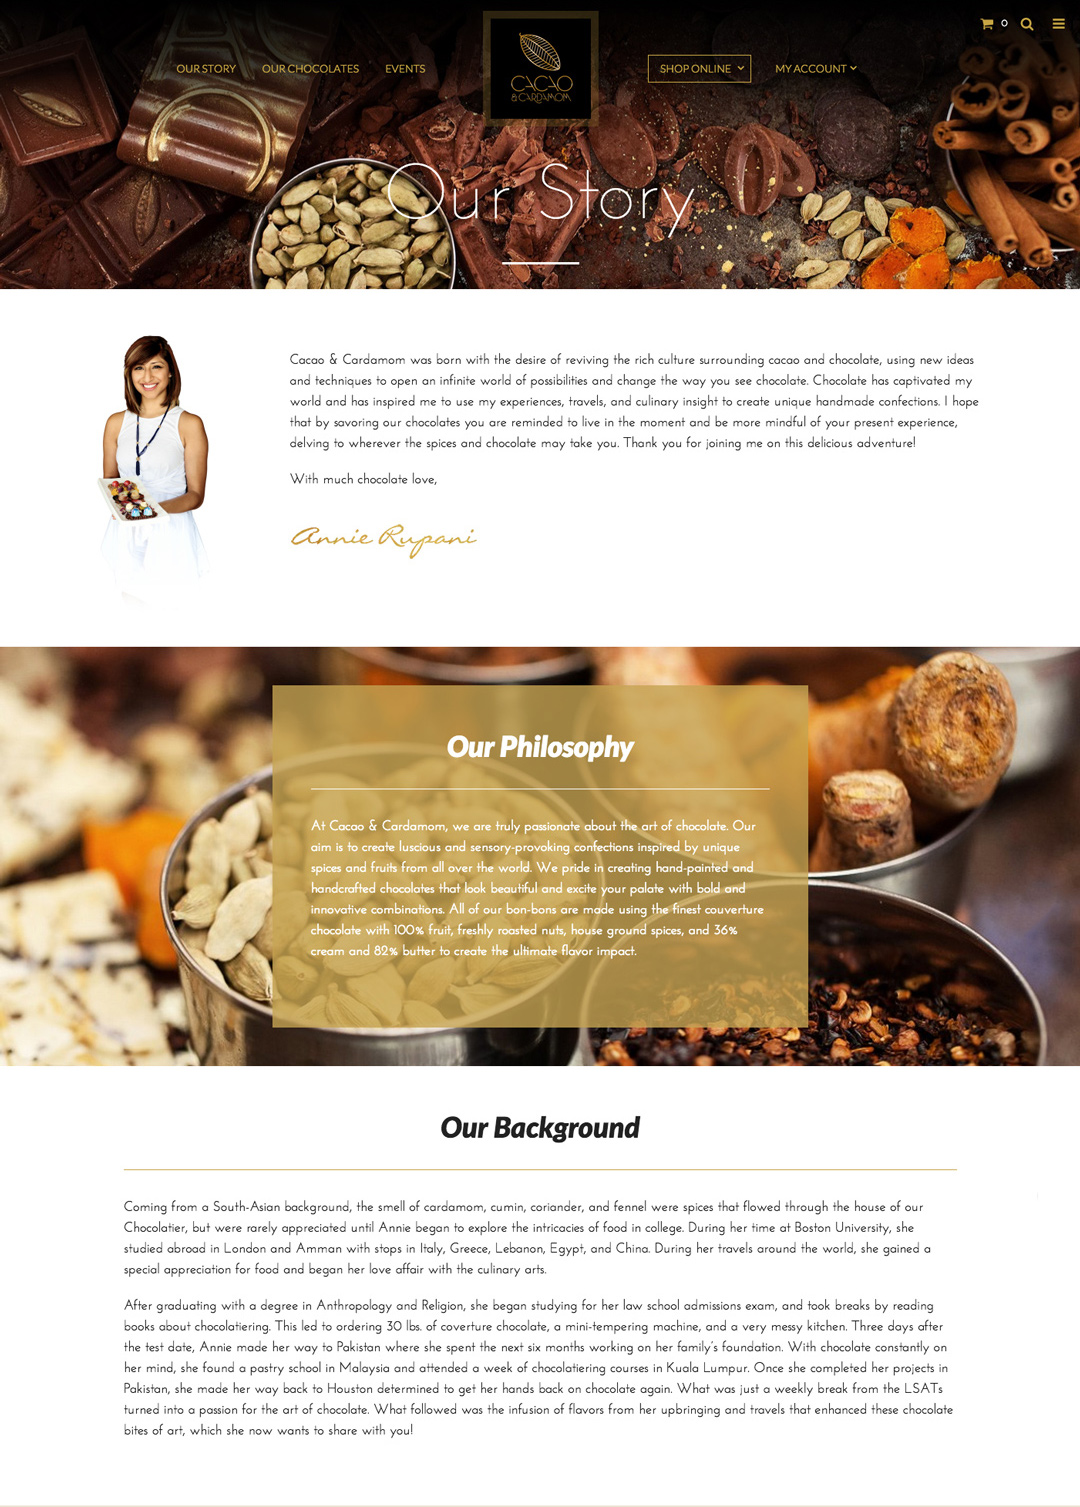 0
OUR STORY
OUR CHOCOLATES
EVENTS
CACAO
& CARDAMOM
SHOP ONLINE
MY ACCOUNT
Our Story
Cacao & Cardamom was born with the desire of reviving the rich culture surrounding cacao and chocolate, using new ideas
and techniques to open an infinite world of possibilities and change the way you see chocolate. Chocolate has captivated my
world and has inspired me to use my experiences, travels, and culinary insight to create unique handmade confections. I hope
that by savoring our chocolates you are reminded to live in the moment and be more mindful of your present experience,
delving to wherever the spices and chocolate may take you. Thank you for joining me on this delicious adventure!
With much chocolate love,
Annie Rupani
Our Philosophy
At Cacao & Cardamom, we are truly passionate about the art of chocolate. Our
aim is to create luscious and sensory-provoking confections inspired by unique
spices and fruits from all over the world. We pride in creating hand-painted and
handcrafted chocolates that look beautiful and excite your palate with bold and
innovative combinations. All of our bon-bons are made using the finest couverture
chocolate with 100% fruit, freshly roasted nuts, house ground spices, and 36%
cream and 82% butter to create the ultimate flavor impact.
Our Background
Coming from a South-Asian background, the smell of cardamom, cumin, coriander, and fennel were spices that flowed through the house of our
Chocolatier, but were rarely appreciated until Annie began to explore the intricacies of food in college. During her time at Boston University, she
studied abroad in London and Amman with stops in Italy, Greece, Lebanon, Egypt, and China. During her travels around the world, she gained a
special appreciation for food and began her love affair with the culinary arts.
After graduating with a degree in Anthropology and Religion, she began studying for her law school admissions exam, and took breaks by reading
books about chocolatiering. This led to ordering 30 lbs. of coverture chocolate, a mini-tempering machine, and a very messy kitchen. Three days after
the test date, Annie made her way to Pakistan where she spent the next six months working on her family's foundation. With chocolate constantly on
her mind, she found a pastry school in Malaysia and attended a week of chocolatiering courses in Kuala Lumpur. Once she completed her projects in
Pakistan, she made her way back to Houston determined to get her hands back on chocolate again. What was just a weekly break from the LSATs
turned into a passion for the art of chocolate. What followed was the infusion of flavors from her upbringing and travels that enhanced these chocolate
bites of art, which she now wants to share with you!